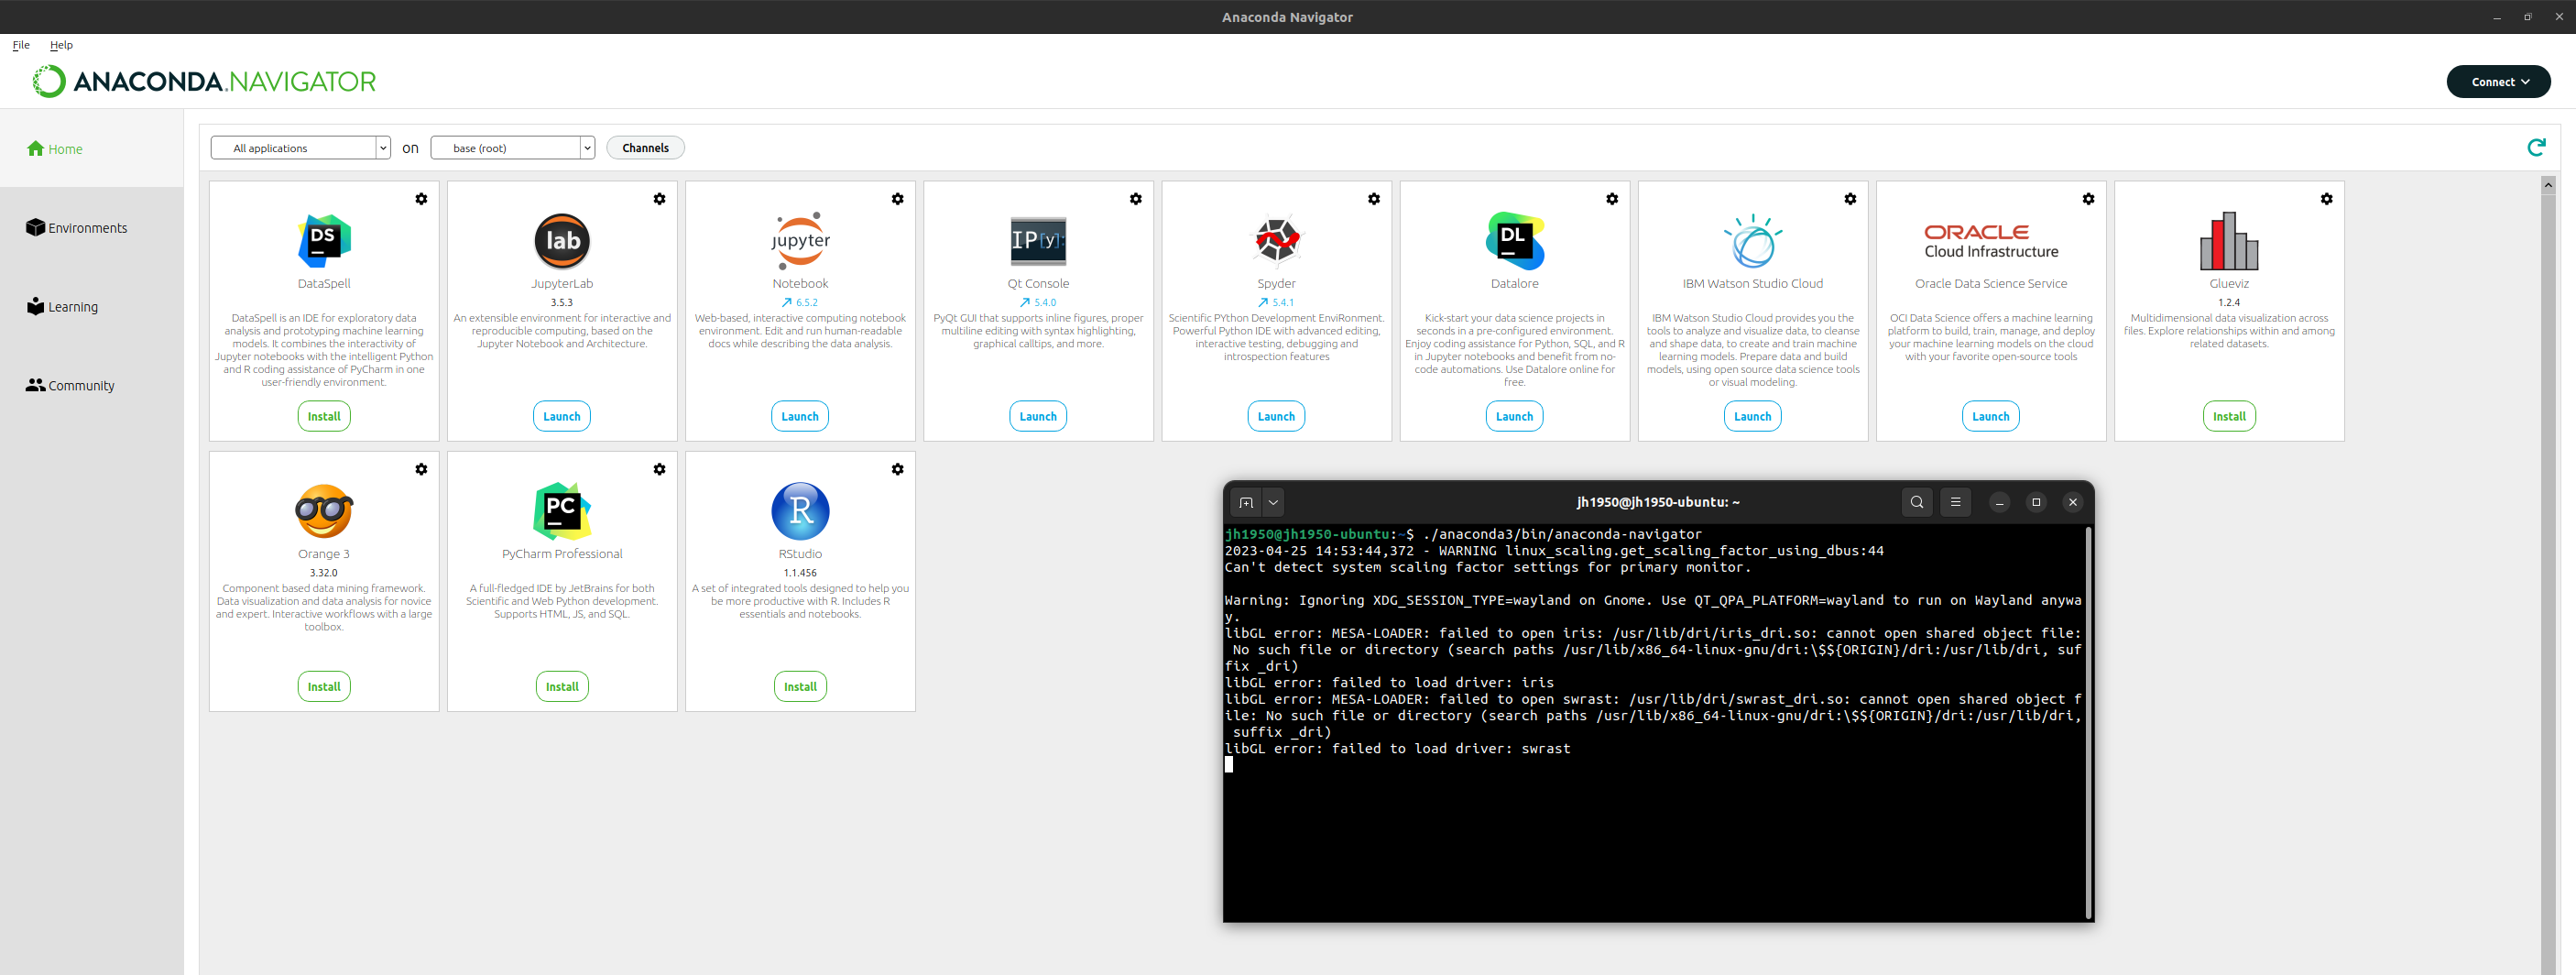 Anaconda Navigator
File Help
ANACONDA.NAVIGATOR
Connect
Home
Environments
Learning
Community
All applications on base (root) Channels
DS
DataSpell
DataSpell is an IDE for exploratory data
analysis and prototyping machine learning
models. It combines the interactivity of
Jupyter notebooks with the intelligent Python
and R coding assistance of PyCharm in one
user-friendly environment.
Install
lab
JupyterLab
3.5.3
An extensible environment for interactive and
reproducible computing, based on the
Jupyter Notebook and Architecture.
Launch
jupyter
Notebook
6.5.2
Web-based, interactive computing notebook
environment. Edit and run human-readable
docs while describing the data analysis.
Launch
IP[y]:
Qt Console
5.4.0
PyQt GUI that supports inline figures, proper
multiline editing with syntax highlighting,
graphical calltips, and more.
Launch
Spyder
5.4.1
Scientific PYthon Development EnviRonment.
Powerful Python IDE with advanced editing,
interactive testing, debugging and
introspection features
Launch
DL
Datalore
Kick-start your data science projects in
seconds in a pre-configured environment.
Enjoy coding assistance for Python, SQL, and R
in Jupyter notebooks and benefit from no-
code automations. Use Datalore online for
free.
Launch
IBM Watson Studio Cloud
IBM Watson Studio Cloud provides you the
tools to analyze and visualize data, to cleanse
and shape data, to create and train machine
learning models. Prepare data and build
models, using open source data science tools
or visual modeling.
Launch
ORACLE
Cloud Infrastructure
Oracle Data Science Service
OCI Data Science offers a machine learning
platform to build, train, manage, and deploy
your machine learning models on the cloud
with your favorite open-source tools
Launch
Glueviz
1.2.4
Multidimensional data visualization across
files. Explore relationships within and among
related datasets.
Install
Orange 3
3.32.0
Component based data mining framework.
Data visualization and data analysis for novice
and expert. Interactive workflows with a large
toolbox.
Install
PC
PyCharm Professional
A full-fledged IDE by JetBrains for both
Scientific and Web Python development.
Supports HTML, JS, and SQL.
Install
R
RStudio
1.1.456
A set of integrated tools designed to help you
be more productive with R. Includes R
essentials and notebooks.
Install
jh1950@jh1950-ubuntu: ~
jh1950@jh1950-ubuntu:~$ ./anaconda3/bin/anaconda-navigator
2023-04-25 14:53:44,372 - WARNING linux_scaling.get_scaling_factor_using_dbus:44
Can't detect system scaling factor settings for primary monitor.
Warning: Ignoring XDG_SESSION_TYPE=wayland on Gnome. Use QT_QPA_PLATFORM=wayland to run on Wayland anywa
y.
libGL error: MESA-LOADER: failed to open iris: /usr/lib/dri/iris_dri.so: cannot open shared object file:
No such file or directory (search paths /usr/lib/x86_64-linux-gnu/dri:\$${ORIGIN}/dri:/usr/lib/dri, suf
fix _dri)
libGL error: failed to load driver: iris
libGL error: MESA-LOADER: failed to open swrast: /usr/lib/dri/swrast_dri.so: cannot open shared object f
ile: No such file or directory (search paths /usr/lib/x86_64-linux-gnu/dri:\$${ORIGIN}/dri:/usr/lib/dri,
suffix _dri)
libGL error: failed to load driver: swrast